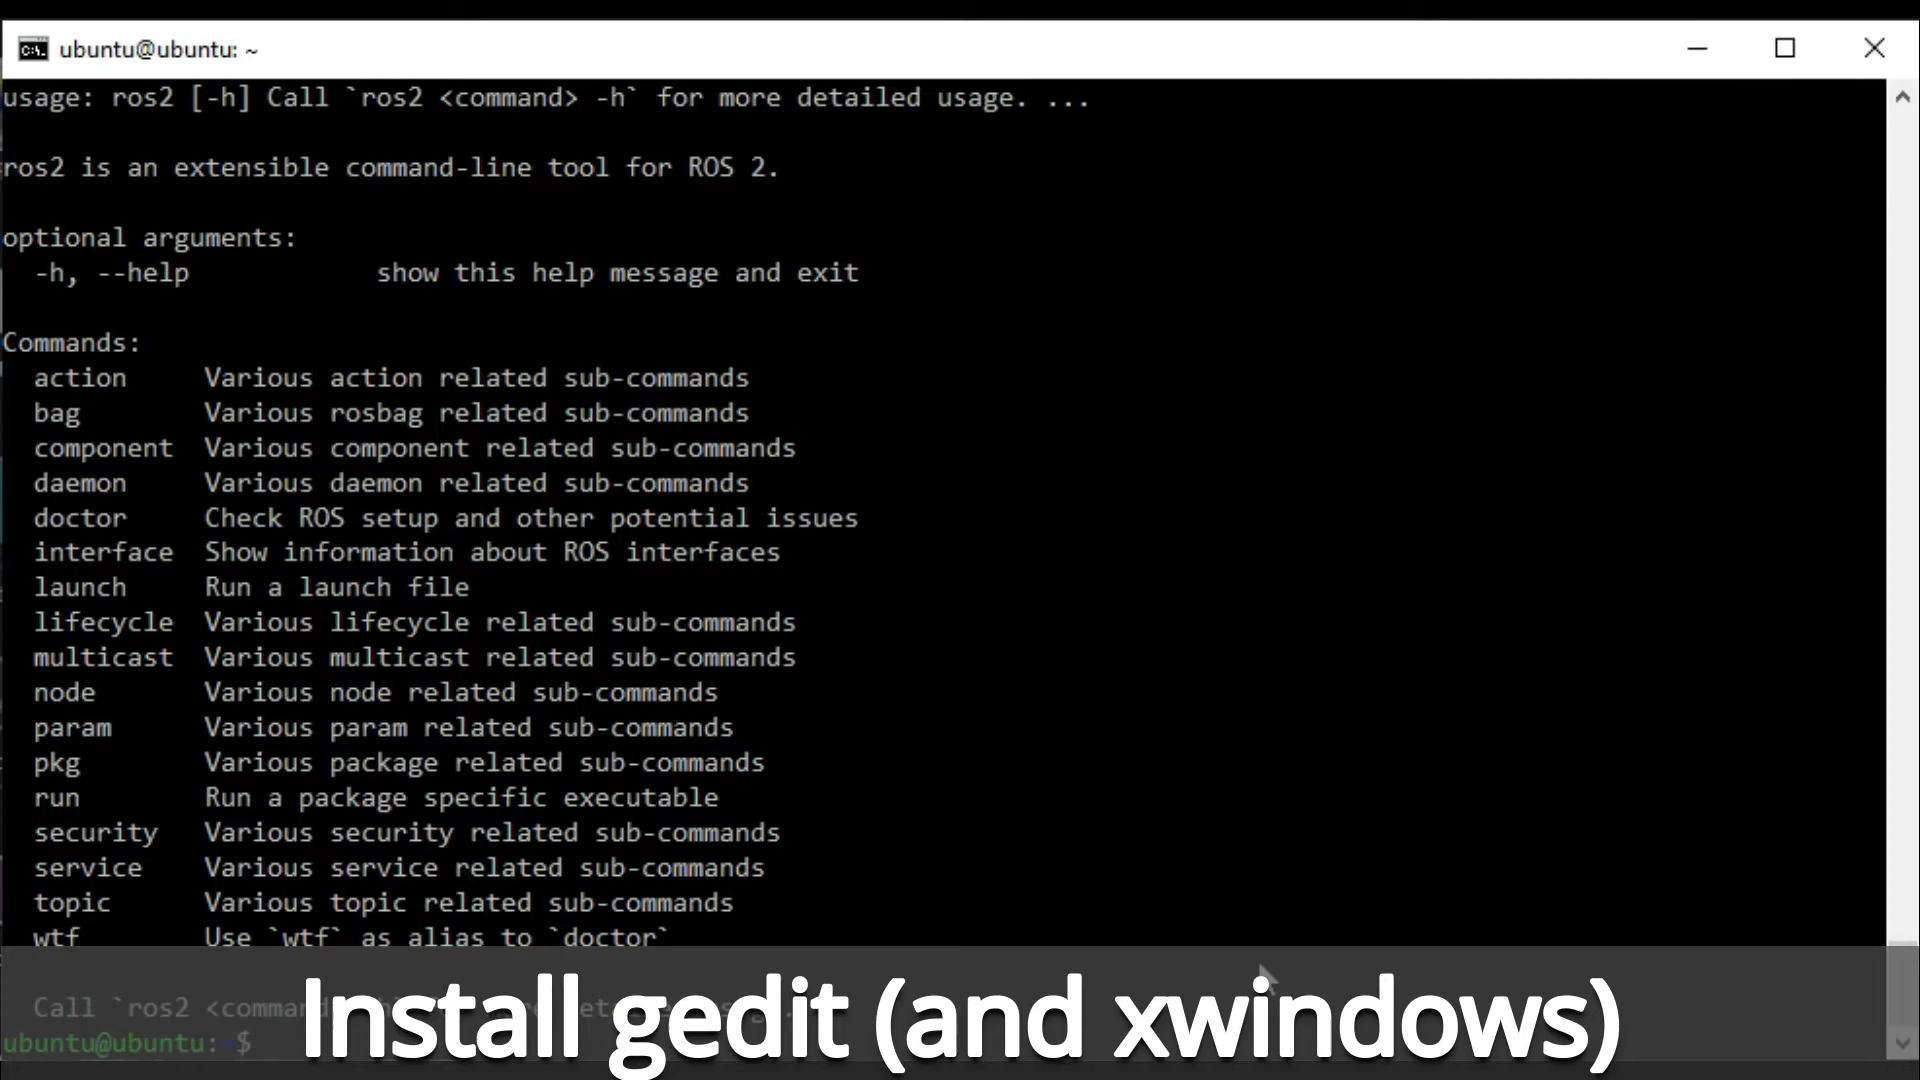 ubuntu@ubuntu: ~
usage: ros2 [-h] Call `ros2 <command> -h` for more detailed usage. ...
ros2 is an extensible command-line tool for ROS 2.
optional arguments:
-h, --help show this help message and exit
Commands:
action Various action related sub-commands
bag Various rosbag related sub-commands
component Various component related sub-commands
daemon Various daemon related sub-commands
doctor Check ROS setup and other potential issues
interface Show information about ROS interfaces
launch Run a launch file
lifecycle Various lifecycle related sub-commands
multicast Various multicast related sub-commands
node Various node related sub-commands
param Various param related sub-commands
pkg Various package related sub-commands
run Run a package specific executable
security Various security related sub-commands
service Various service related sub-commands
topic Various topic related sub-commands
wtf Use `wtf` as alias to `doctor`
Call `ros2 <command
ubuntu@ubuntu:~$
Install gedit (and xwindows)